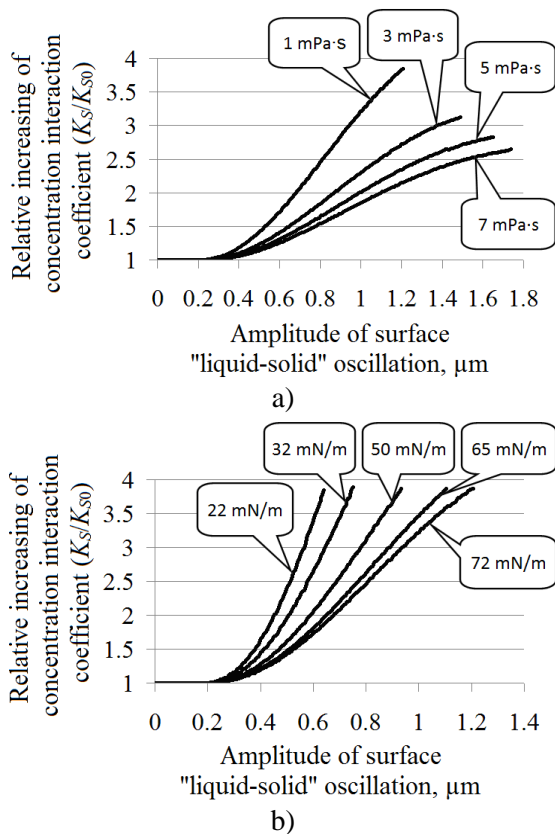 Relative increasing of
concentration interaction
coefficient (KS/KS0)
4
3.5
3
2.5
2
1.5
1
1 mPa·s
3 mPa·s
5 mPa·s
7 mPa·s
0 0.2 0.4 0.6 0.8 1 1.2 1.4 1.6 1.8
Amplitude of surface
"liquid-solid" oscillation, µm
a)
Relative increasing of
concentration interaction
coefficient (KS/KS0)
4
3.5
3
2.5
2
1.5
1
32 mN/m
50 mN/m
65 mN/m
22 mN/m
72 mN/m
0 0.2 0.4 0.6 0.8 1 1.2 1.4
Amplitude of surface
"liquid-solid" oscillation, µm
b)